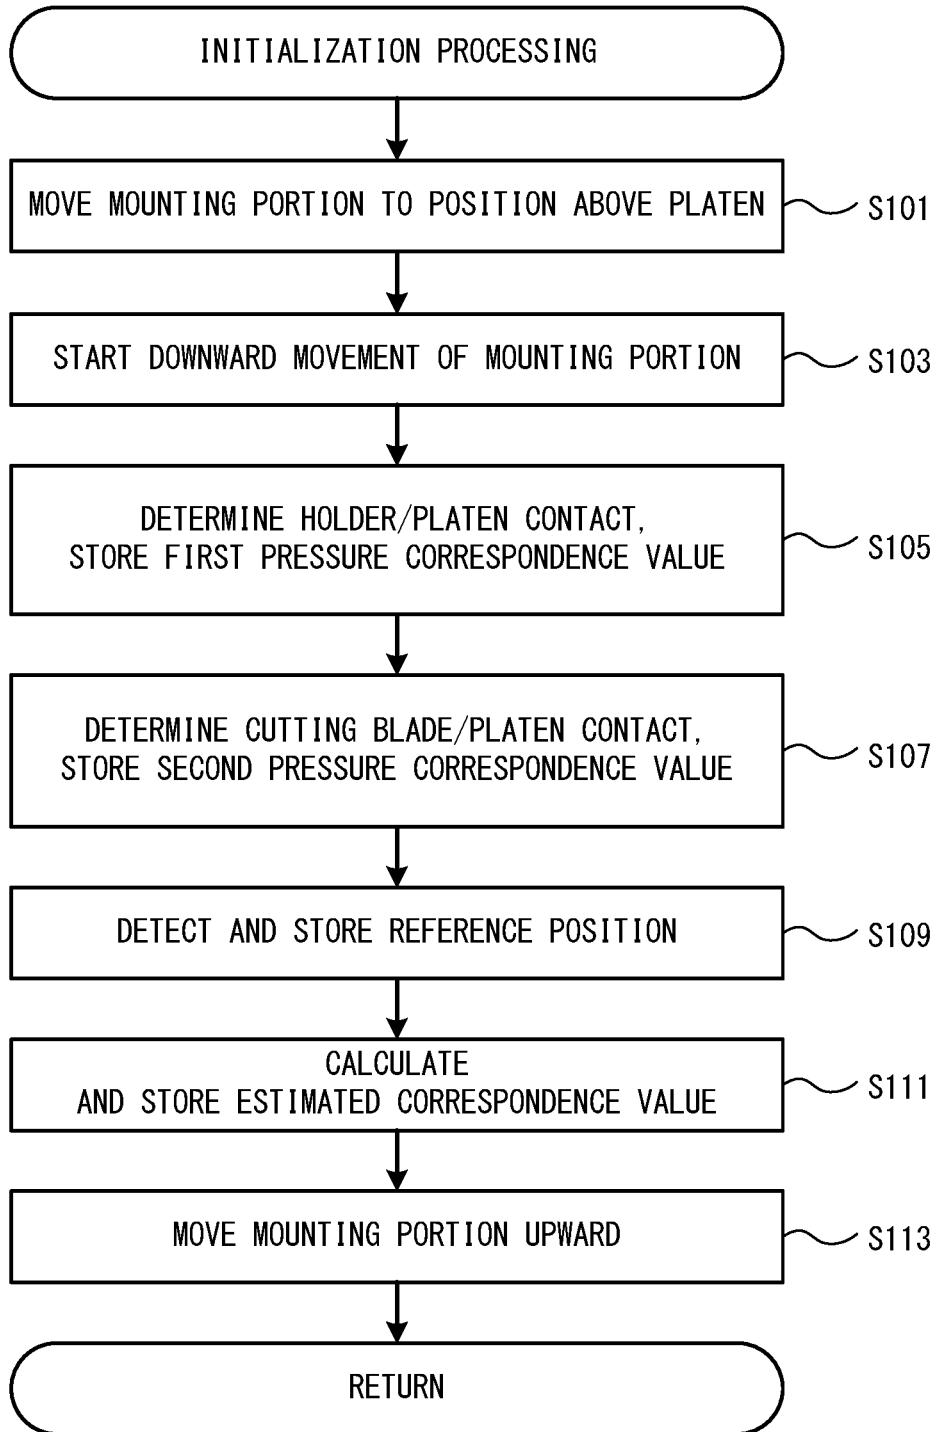 INITIALIZATION PROCESSING
MOVE MOUNTING PORTION TO POSITION ABOVE PLATEN
S101
START DOWNWARD MOVEMENT OF MOUNTING PORTION
S103
DETERMINE HOLDER/PLATEN CONTACT,
STORE FIRST PRESSURE CORRESPONDENCE VALUE
S105
DETERMINE CUTTING BLADE/PLATEN CONTACT,
STORE SECOND PRESSURE CORRESPONDENCE VALUE
S107
DETECT AND STORE REFERENCE POSITION
S109
CALCULATE
AND STORE ESTIMATED CORRESPONDENCE VALUE
S111
MOVE MOUNTING PORTION UPWARD
S113
RETURN